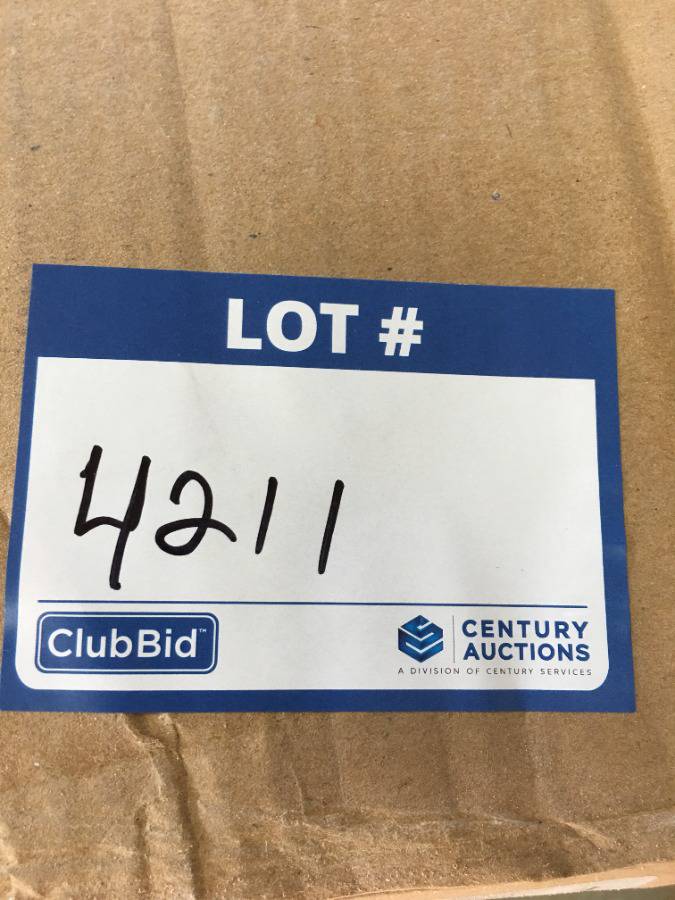 LOT #
4211
ClubBid™
CENTURY
AUCTIONS
A DIVISION OF CENTURY SERVICES